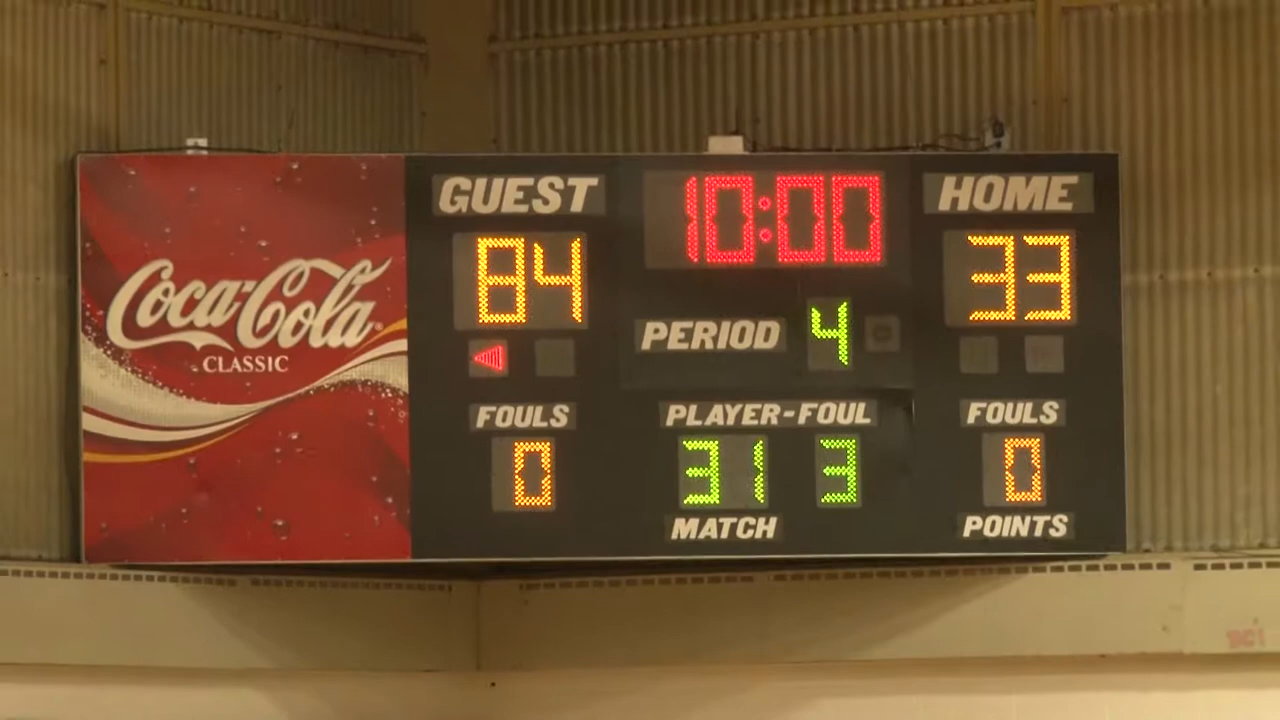 Coca-Cola
CLASSIC
GUEST
84
10:00
HOME
33
PERIOD 4
FOULS
0
PLAYER-FOUL
31 3
MATCH
FOULS
0
POINTS